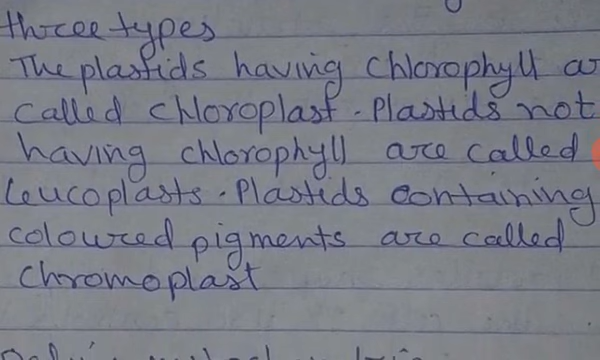 three types
The plastids having chlorophyll a
called chloroplast. Plastids not
having chlorophyll are called
leucoplasts. Plastids containing
coloured pigments are called
chromoplast